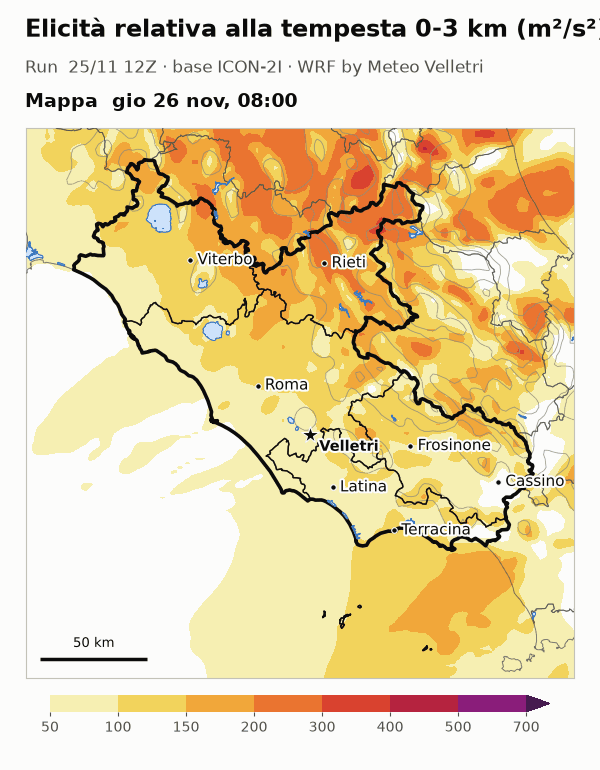 Elicità relativa alla tempesta 0-3 km (m²/s²)
Run 25/11 12Z · base ICON-2I · WRF by Meteo Velletri
Mappa gio 26 nov, 08:00
Viterbo
Rieti
Roma
Velletri
Frosinone
Cassino
Latina
Terracina
50 km
50 100 150 200 300 400 500 700